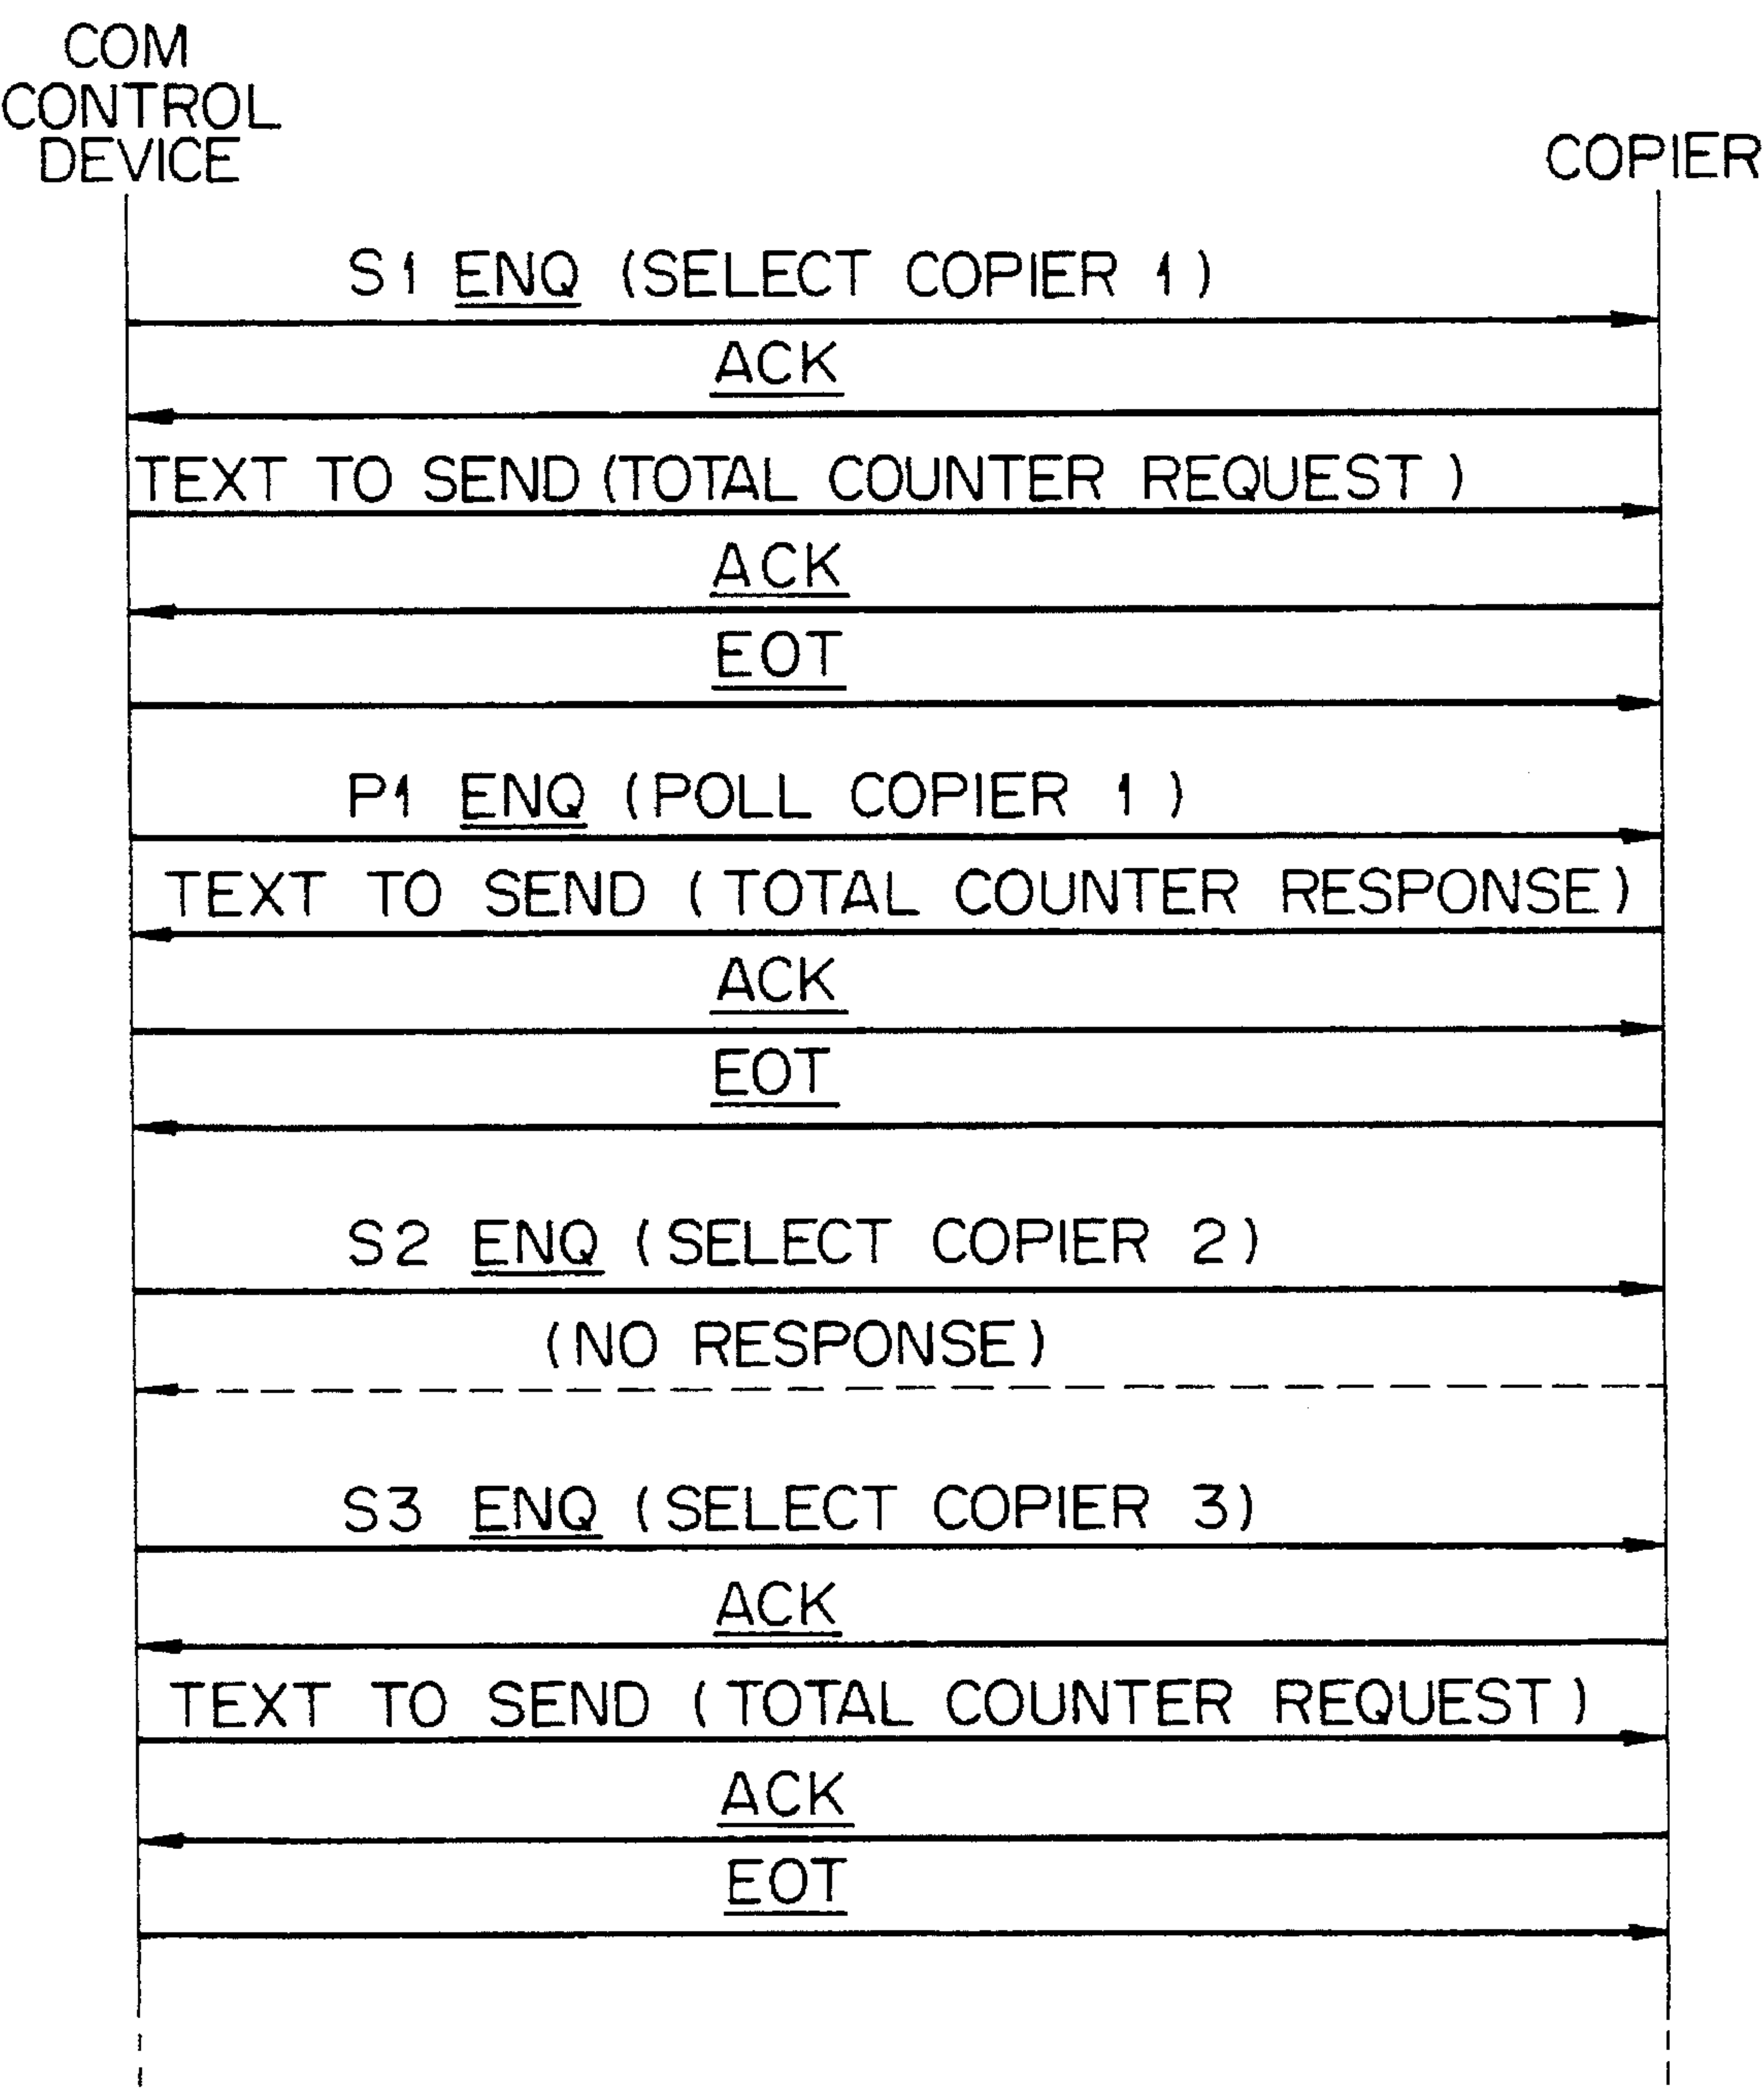 COM
CONTROL
DEVICE
COPIER
S1 ENQ (SELECT COPIER 1)
ACK
TEXT TO SEND (TOTAL COUNTER REQUEST)
ACK
EOT
P1 ENQ (POLL COPIER 1)
TEXT TO SEND (TOTAL COUNTER RESPONSE)
ACK
EOT
S2 ENQ (SELECT COPIER 2)
(NO RESPONSE)
S3 ENQ (SELECT COPIER 3)
ACK
TEXT TO SEND (TOTAL COUNTER REQUEST)
ACK
EOT